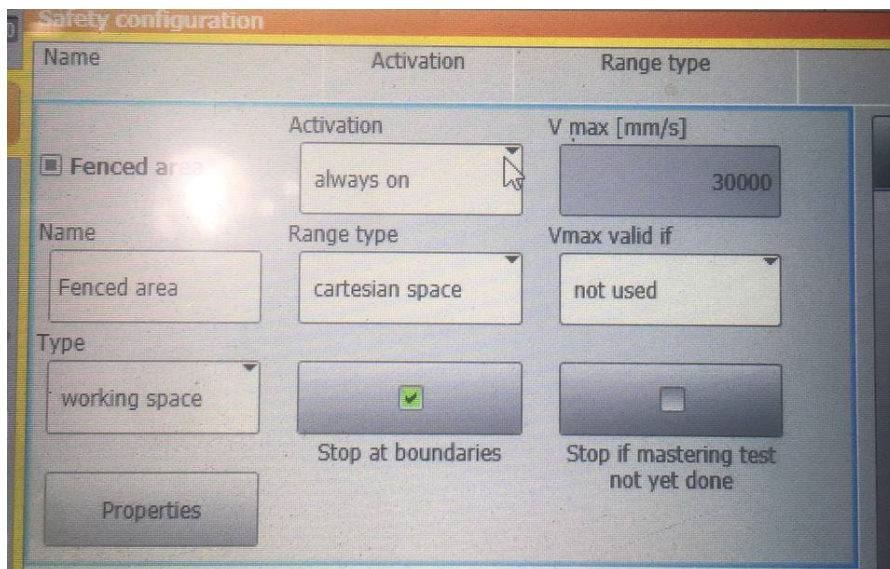 Safety configuration
Name Activation Range type
Activation V max [mm/s]
Fenced
always on 30000
Name Range type Vmax valid if
Fenced area cartesian space not used
Type
working space
Stop at boundaries Stop if mastering test
not yet done
Properties